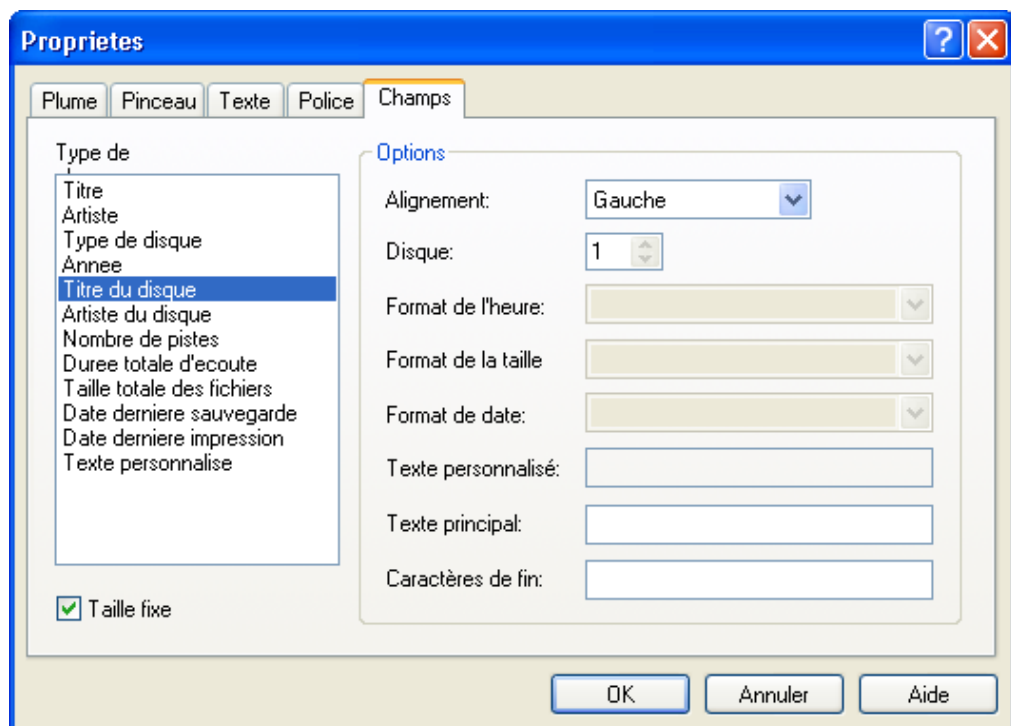 Proprietes
Plume Pinceau Texte Police Champs
Type de
Titre
Artiste
Type de disque
Annee
Titre du disque
Artiste du disque
Nombre de pistes
Duree totale d'ecoute
Taille totale des fichiers
Date derniere sauvegarde
Date derniere impression
Texte personnalise
Taille fixe
Options
Alignement: Gauche
Disque: 1
Format de l'heure:
Format de la taille
Format de date:
Texte personnalisé:
Texte principal:
Caractères de fin:
OK Annuler Aide